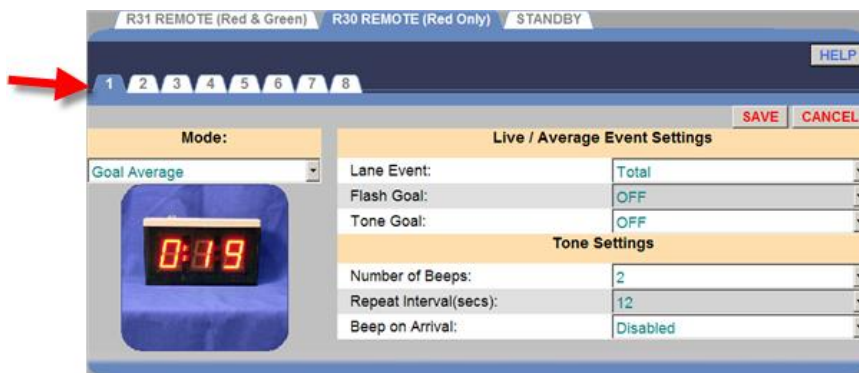 R31 REMOTE (Red & Green) R30 REMOTE (Red Only) STANDBY
HELP
1 2 3 4 5 6 7 8
SAVE CANCEL
Mode: Live / Average Event Settings
Goal Average Lane Event: Total
Flash Goal: OFF
Tone Goal: OFF
0:19 Tone Settings
Number of Beeps: 2
Repeat Interval(secs): 12
Beep on Arrival: Disabled